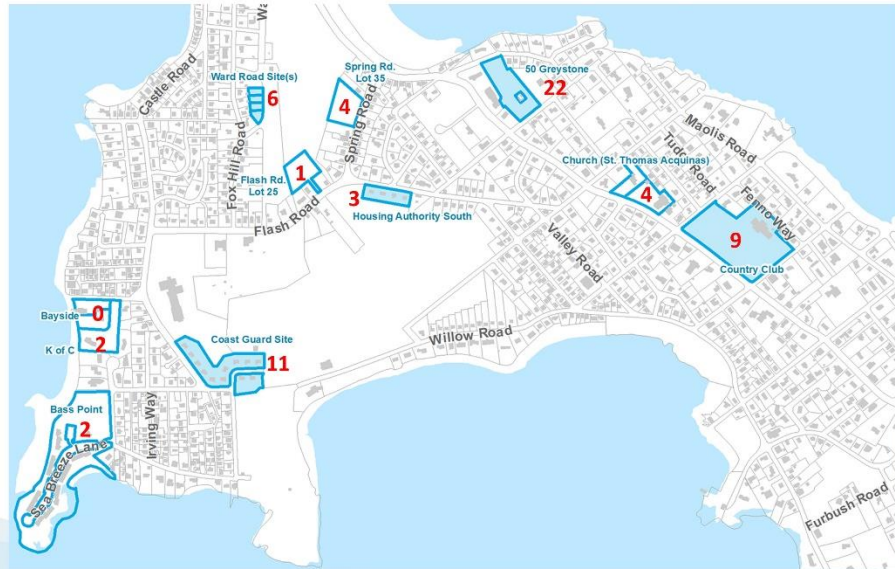 Wa
Castle Road
Ward Road Site(s)
6
Fox Hill Road
Spring Rd.
Lot 35
4
Spring Road
50 Greystone
22
Maolis Road
Tudor Road
Church (St. Thomas Acquinas)
4
Fenno Way
9
Country Club
1
Flash Rd.
Lot 25
Flash Road
3
Housing Authority South
Valley Road
Bayside
0
K of C
2
Coast Guard Site
11
Willow Road
Bass Point
2
Sea Breeze Lane
Irving Way
Furbush Road